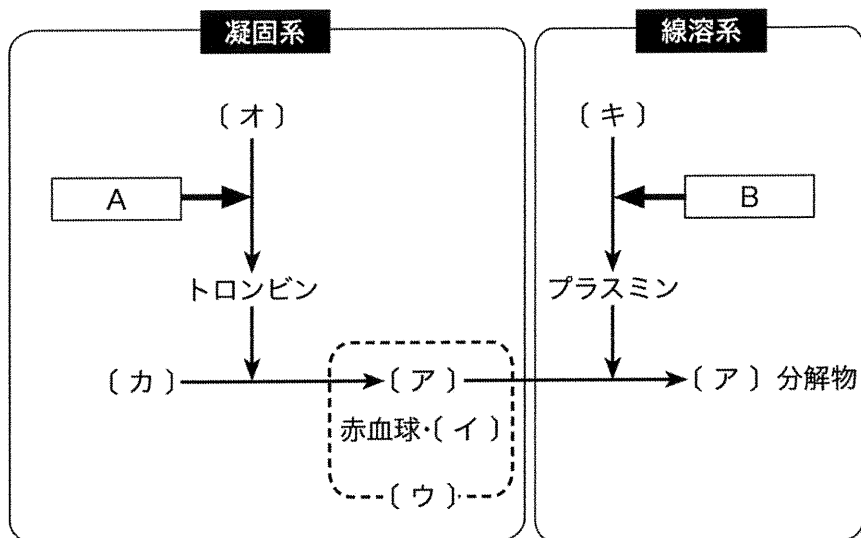 凝固系
線溶系
〔オ〕
〔キ〕
A
B
トロンビン
プラスミン
〔カ〕
〔ア〕
〔ア〕分解物
赤血球・〔イ〕
〔ウ〕